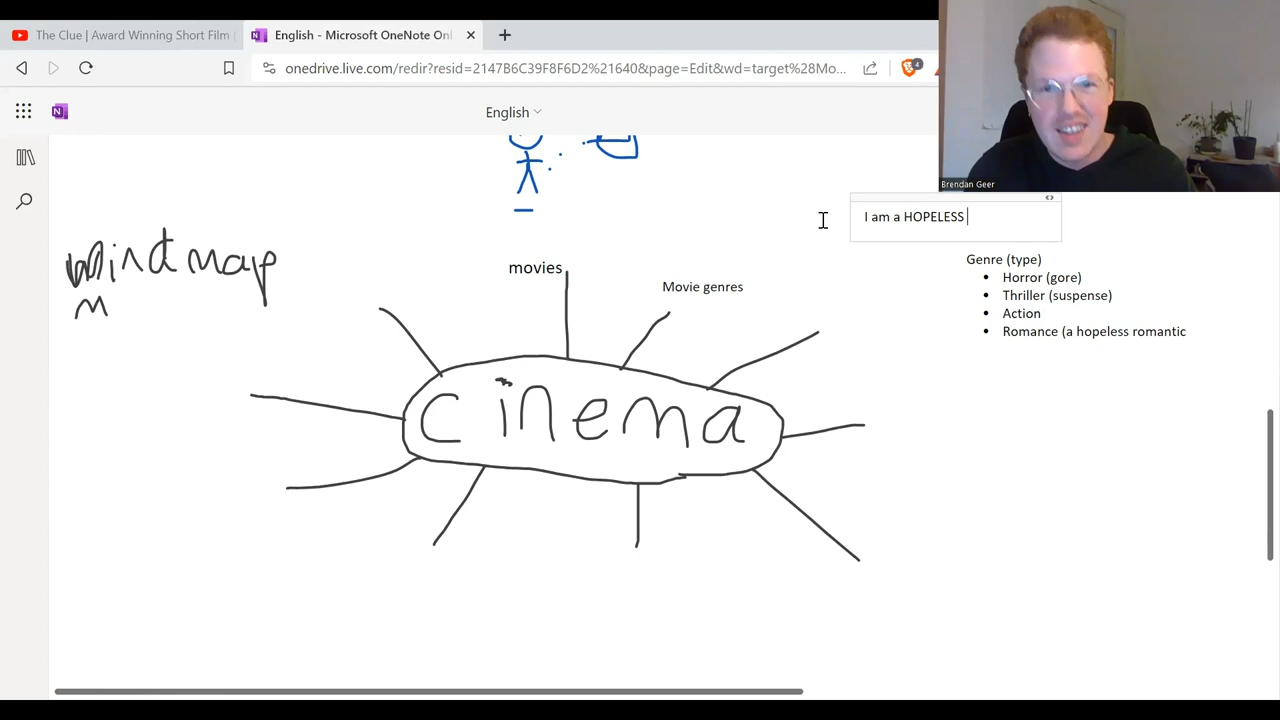 The Clue | Award Winning Short Film
English - Microsoft OneNote Onl
onedrive.live.com/redir?resid=2147B6C39F8F6D2%21640&page=Edit&wd=target%28Mo...
4
English
Brendan Geer
I am a HOPELESS
Mind map
M
movies
Movie genres
Genre (type)
Horror (gore)
Thriller (suspense)
Action
Romance (a hopeless romantic
cinema